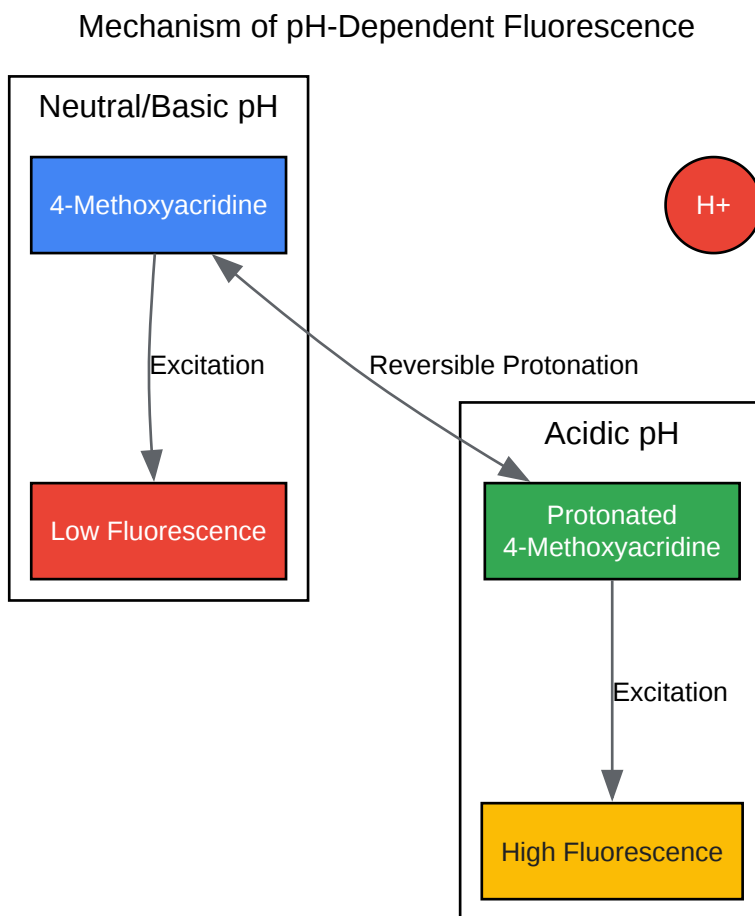 Mechanism of pH-Dependent Fluorescence
Neutral/Basic pH
4-Methoxyacridine
H+
Excitation
Reversible Protonation
Acidic pH
Low Fluorescence
Protonated
4-Methoxyacridine
Excitation
High Fluorescence